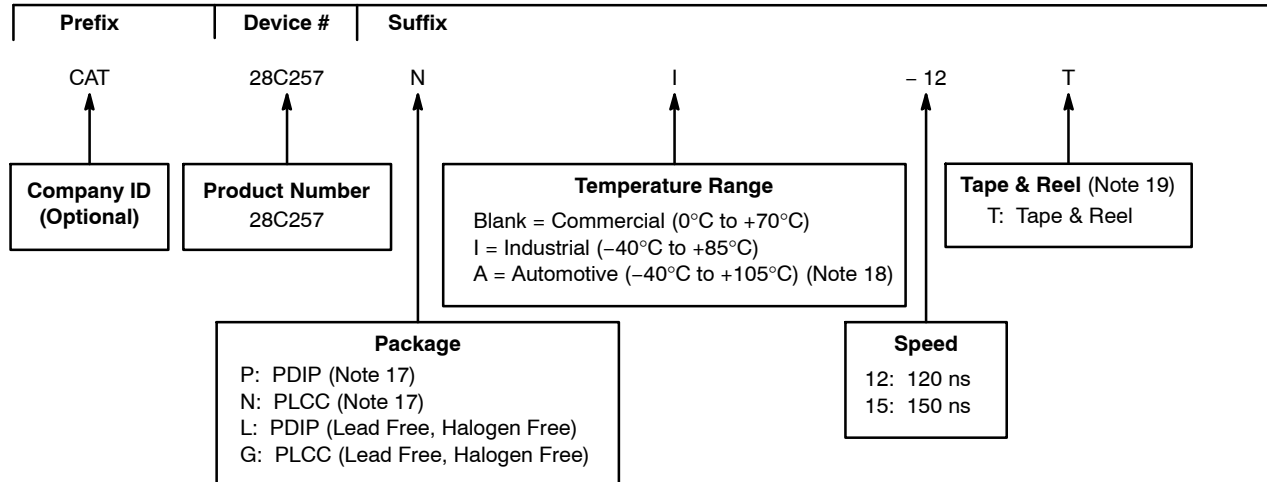 Prefix Device # Suffix
CAT 28C257 N I – 12 T
Company ID
(Optional)
Product Number
28C257
Temperature Range
Blank = Commercial (0°C to +70°C)
I = Industrial (−40°C to +85°C)
A = Automotive (−40°C to +105°C) (Note 18)
Tape & Reel (Note 19)
T: Tape & Reel
Package
P: PDIP (Note 17)
N: PLCC (Note 17)
L: PDIP (Lead Free, Halogen Free)
G: PLCC (Lead Free, Halogen Free)
Speed
12: 120 ns
15: 150 ns